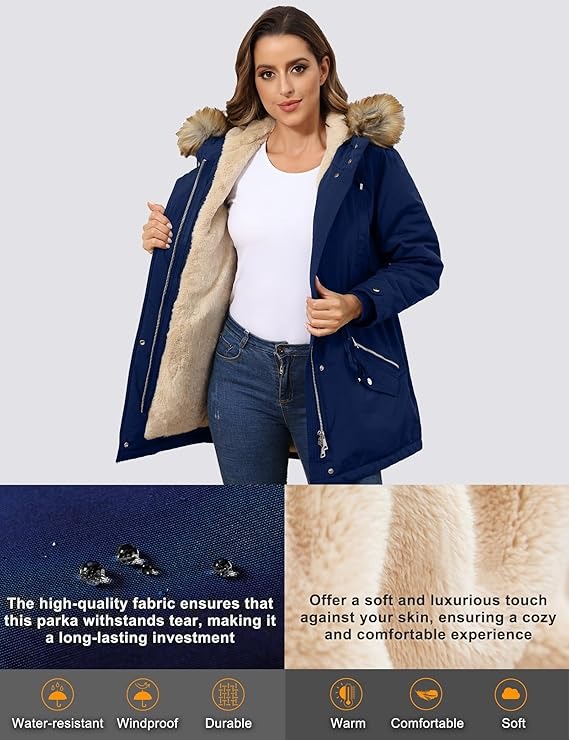 The high-quality fabric ensures that
this parka withstands tear, making it
a long-lasting investment
Offer a soft and luxurious touch
against your skin, ensuring a cozy
and comfortable experience
Water-resistant
Windproof
Durable
Warm
Comfortable
Soft